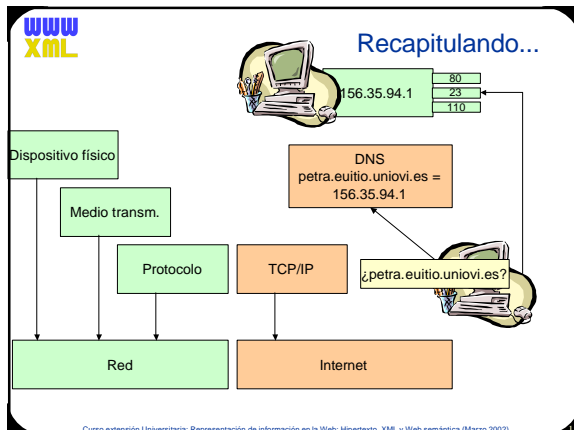 WWW
XML
Recapitulando...
156.35.94.1
80
23
110
Dispositivo físico
DNS
petra.euitio.uniovi.es =
156.35.94.1
Medio transm.
Protocolo
TCP/IP
¿petra.euitio.uniovi.es?
Red
Internet
Curso extensión Universitaria: Representación de información en la Web: Hipertexto, XML y Web semántica (Marzo 2002)